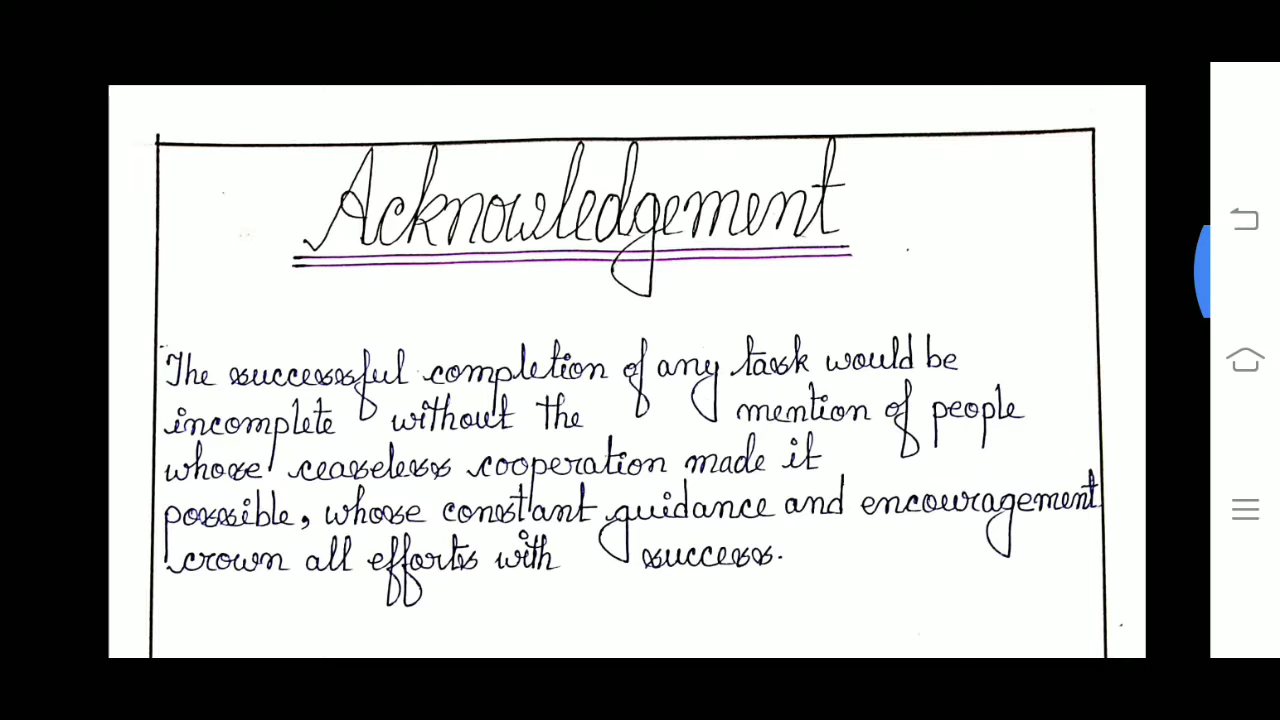 Acknowledgement
The successful completion of any task would be
incomplete without the mention of people
whose ceaseless cooperation made it
possible, whose constant guidance and encouragement
crown all efforts with success.